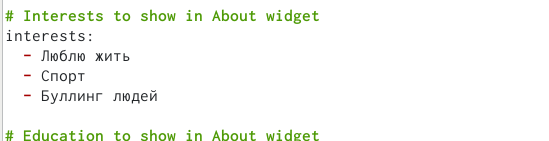 # Interests to show in About widget
interests:
- Люблю жить
- Спорт
- Буллинг людей
# Education to show in About widget